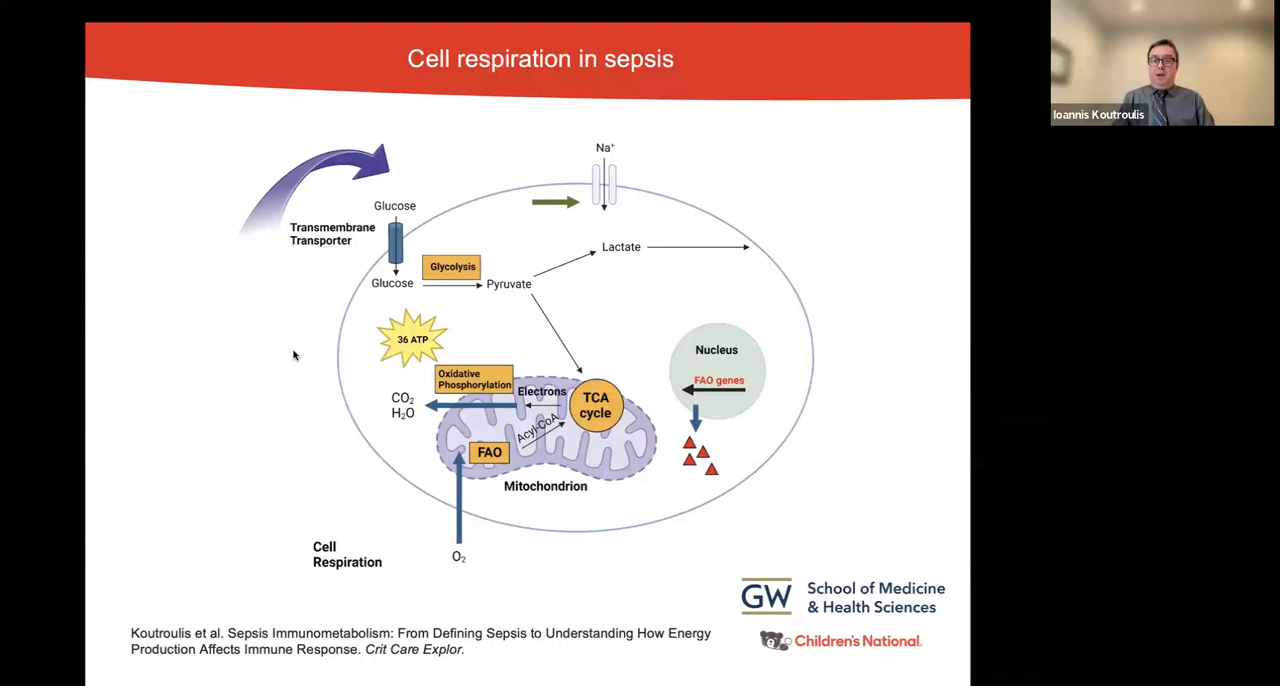 Cell respiration in sepsis
Ioannis Koutroulis
Na⁺
Glucose
Transmembrane
Transporter
Lactate
Glycolysis
Glucose
Pyruvate
36 ATP
Nucleus
FAO genes
Oxidative
Phosphorylation
Electrons
TCA
cycle
CO₂
H₂O
Acyl-CoA
FAO
Mitochondrion
Cell
Respiration
O₂
GW
School of Medicine
& Health Sciences
Children's National.
Koutroulis et al. Sepsis Immunometabolism: From Defining Sepsis to Understanding How Energy
Production Affects Immune Response. Crit Care Explor.